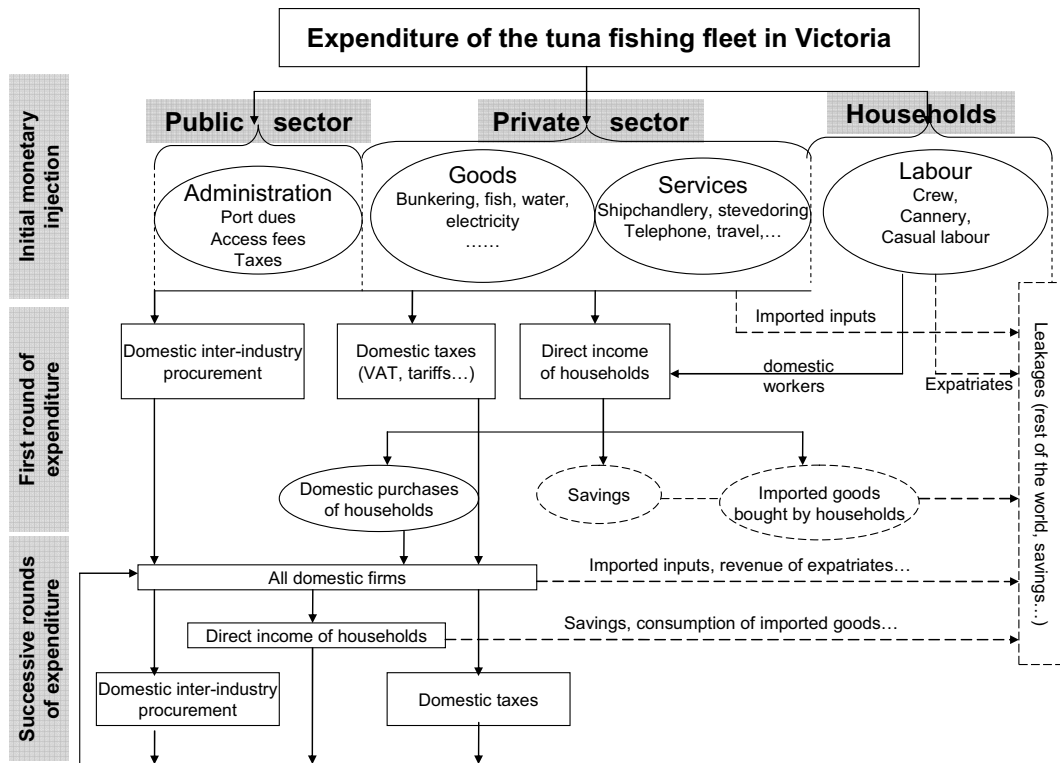 Expenditure of the tuna fishing fleet in Victoria
Initial monetary
injection
Public sector
Private sector
Households
Administration
Port dues
Access fees
Taxes
Goods
Bunkering, fish, water,
electricity
……
Services
Shipchandlery, stevedoring
Telephone, travel,…
Labour
Crew,
Cannery,
Casual labour
First round of
expenditure
Domestic inter-industry
procurement
Domestic taxes
(VAT, tariffs…)
Direct income
of households
Imported inputs
domestic
workers
Expatriates
Leakages (rest of the
world, savings…)
Domestic purchases
of households
Savings
Imported goods
bought by households
Successive rounds
of expenditure
All domestic firms
Imported inputs, revenue of expatriates…
Direct income of households
Savings, consumption of imported goods…
Domestic inter-industry
procurement
Domestic taxes